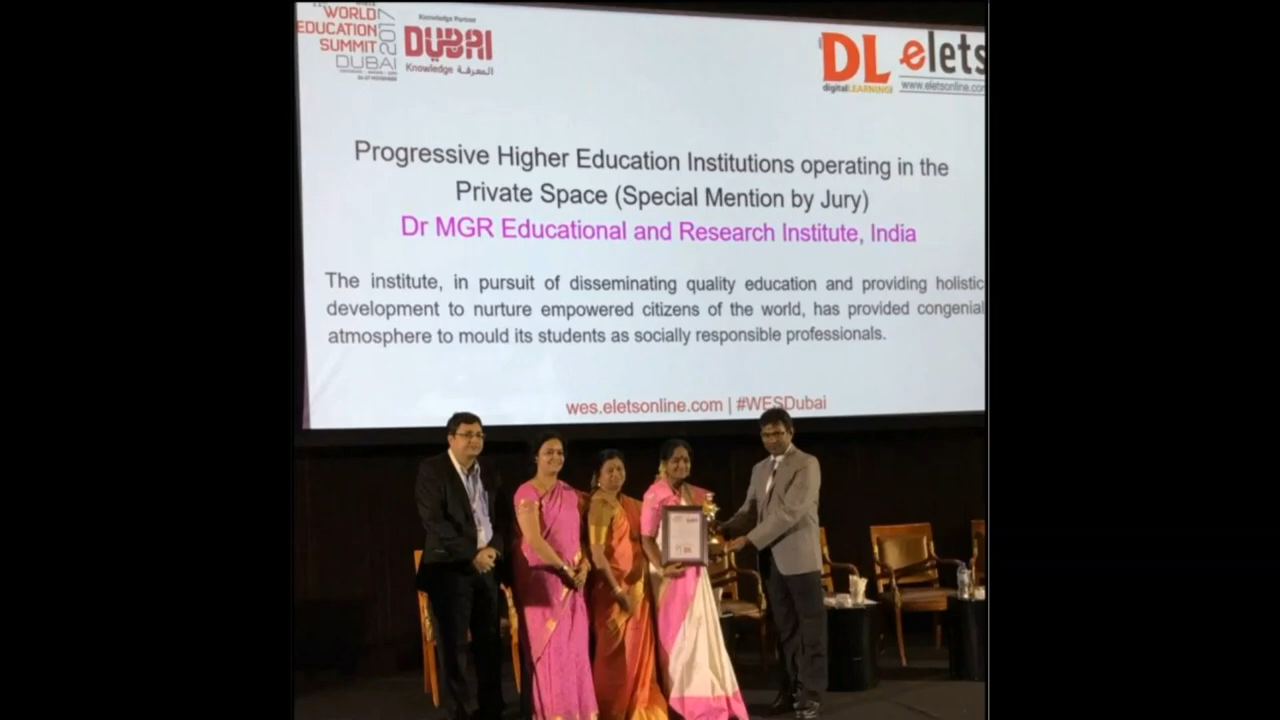 WORLD
EDUCATION
SUMMIT
2017
DUBAI
Knowledge Partner
DUBAI
Knowledge المعرفة
DL elets
digitalLEARNING
www.eletsonline.co
Progressive Higher Education Institutions operating in the
Private Space (Special Mention by Jury)
Dr MGR Educational and Research Institute, India
The institute, in pursuit of disseminating quality education and providing holistic
development to nurture empowered citizens of the world, has provided congenial
atmosphere to mould its students as socially responsible professionals.
wes.eletsonline.com | #WESDubai